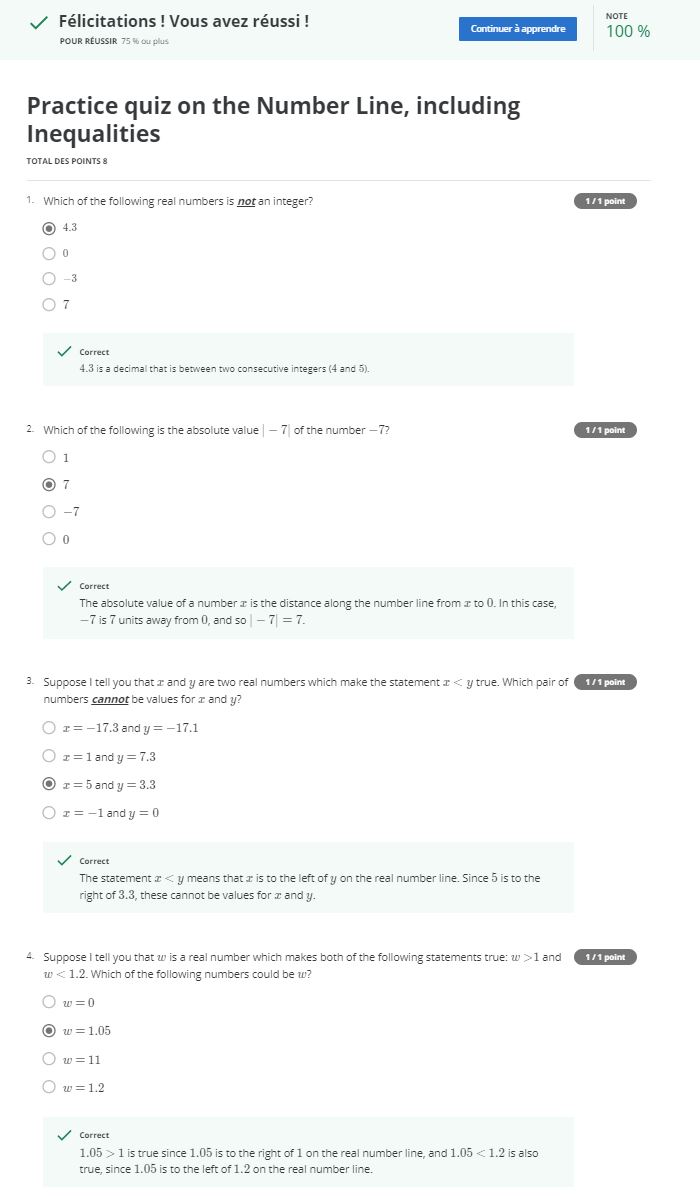 Félicitations ! Vous avez réussi !
POUR RÉUSSIR 75 % ou plus
Continuer à apprendre
NOTE
100 %
Practice quiz on the Number Line, including
Inequalities
TOTAL DES POINTS 8
1. Which of the following real numbers is not an integer?
1 / 1 point
4.3
0
−3
7
Correct
4.3 is a decimal that is between two consecutive integers (4 and 5).
2. Which of the following is the absolute value | − 7| of the number −7?
1 / 1 point
1
7
−7
0
Correct
The absolute value of a number x is the distance along the number line from x to 0. In this case,
−7 is 7 units away from 0, and so | − 7| = 7.
3. Suppose I tell you that x and y are two real numbers which make the statement x < y true. Which pair of
1 / 1 point
numbers cannot be values for x and y?
x = −17.3 and y = −17.1
x = 1 and y = 7.3
x = 5 and y = 3.3
x = −1 and y = 0
Correct
The statement x < y means that x is to the left of y on the real number line. Since 5 is to the
right of 3.3, these cannot be values for x and y.
4. Suppose I tell you that w is a real number which makes both of the following statements true: w >1 and
1 / 1 point
w < 1.2. Which of the following numbers could be w?
w = 0
w = 1.05
w = 11
w = 1.2
Correct
1.05 > 1 is true since 1.05 is to the right of 1 on the real number line, and 1.05 < 1.2 is also
true, since 1.05 is to the left of 1.2 on the real number line.